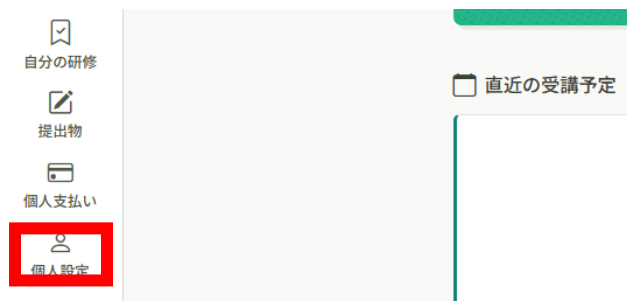 自分の研修
提出物
個人支払い
個人設定
直近の受講予定